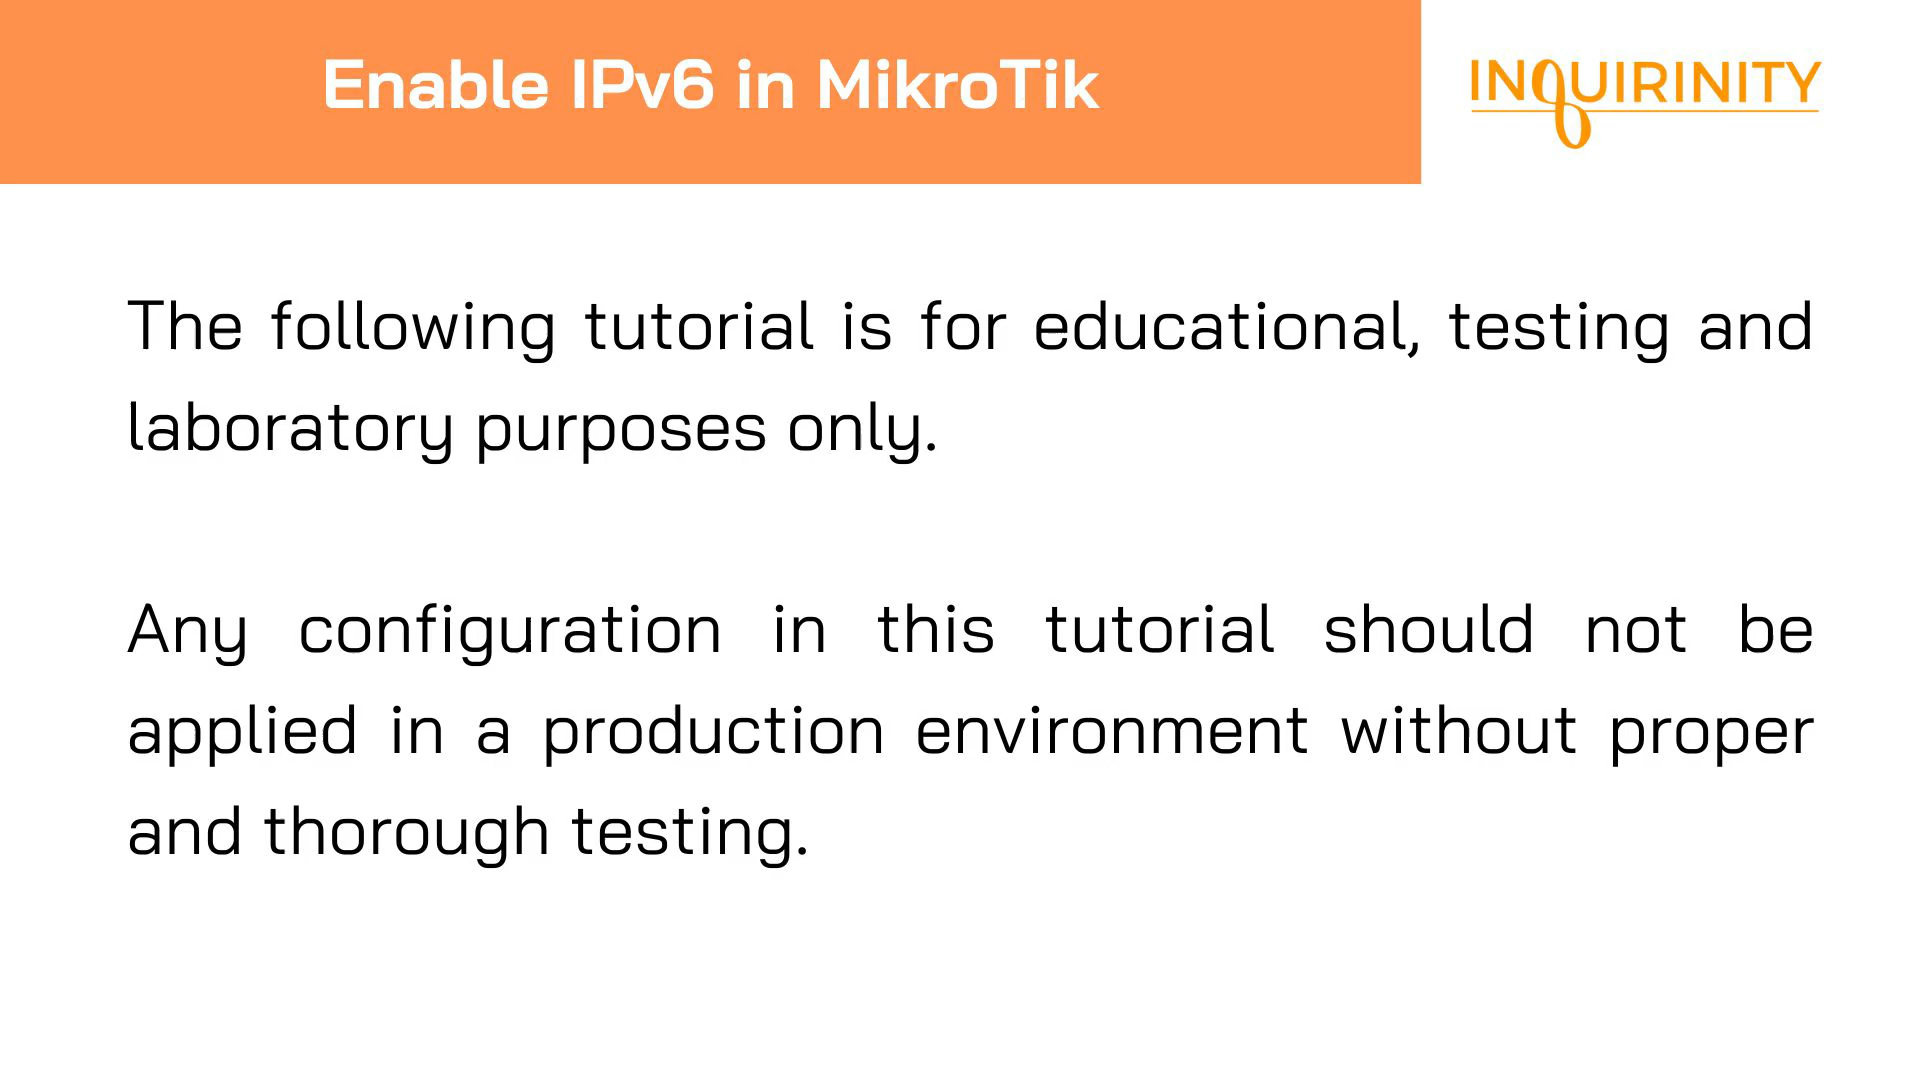 Enable IPv6 in MikroTik
INQUIRINITY
The following tutorial is for educational, testing and
laboratory purposes only.
Any configuration in this tutorial should not be
applied in a production environment without proper
and thorough testing.